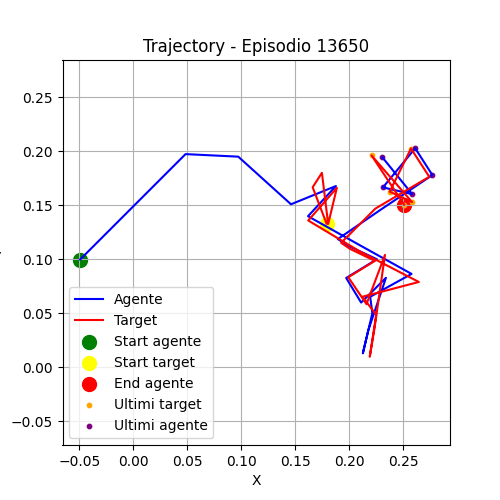 Trajectory - Episodio 13650
0.25
0.20
0.15
0.10
0.05
0.00
−0.05
−0.05 0.00 0.05 0.10 0.15 0.20 0.25
X
Agente
Target
Start agente
Start target
End agente
Ultimi target
Ultimi agente